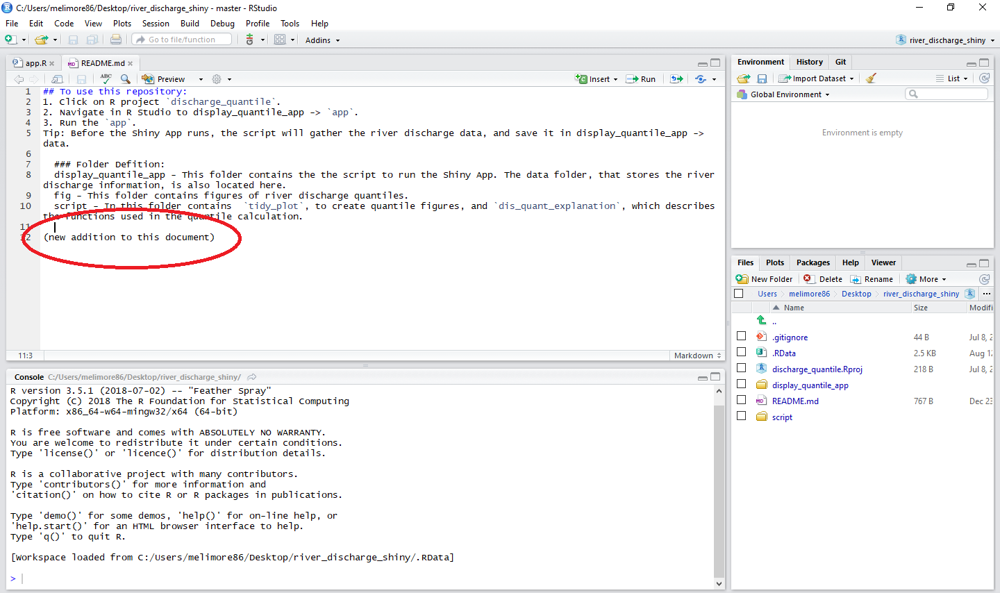 C:/Users/melimore86/Desktop/river_discharge_shiny - master - RStudio
File Edit Code View Plots Session Build Debug Profile Tools Help
Go to file/function Addins river_discharge_shiny
app.R README.md
ABC Preview Insert Run
1 ## To use this repository:
2 1. Click on R project `discharge_quantile`.
3 2. Navigate in R Studio to display_quantile_app -> `app`.
4 3. Run the `app`.
5 Tip: Before the Shiny App runs, the script will gather the river discharge data, and save it in display_quantile_app ->
data.
6
7 ### Folder Defition:
8 display_quantile_app - This folder contains the the script to run the Shiny App. The data folder, that stores the river
discharge information, is also located here.
9 fig - This folder contains figures of river discharge quantiles.
10 script - In this folder contains `tidy_plot`, to create quantile figures, and `dis_quant_explanation`, which describes
the functions used in the quantile calculation.
11
12 (new addition to this document)
11:3 Markdown
Console C:/Users/melimore86/Desktop/river_discharge_shiny/
R version 3.5.1 (2018-07-02) -- "Feather Spray"
Copyright (C) 2018 The R Foundation for Statistical Computing
Platform: x86_64-w64-mingw32/x64 (64-bit)
R is free software and comes with ABSOLUTELY NO WARRANTY.
You are welcome to redistribute it under certain conditions.
Type 'license()' or 'licence()' for distribution details.
R is a collaborative project with many contributors.
Type 'contributors()' for more information and
'citation()' on how to cite R or R packages in publications.
Type 'demo()' for some demos, 'help()' for on-line help, or
'help.start()' for an HTML browser interface to help.
Type 'q()' to quit R.
[Workspace loaded from C:/Users/melimore86/Desktop/river_discharge_shiny/.RData]
>
Environment History Git
Import Dataset List
Global Environment
Environment is empty
Files Plots Packages Help Viewer
New Folder Delete Rename More
Users melimore86 Desktop river_discharge_shiny ...
Name Size Modifi
..
.gitignore 44 B Jul 8, 2
.RData 2.5 KB Aug 12
discharge_quantile.Rproj 218 B Jul 8, 2
display_quantile_app
README.md 767 B Dec 23
script